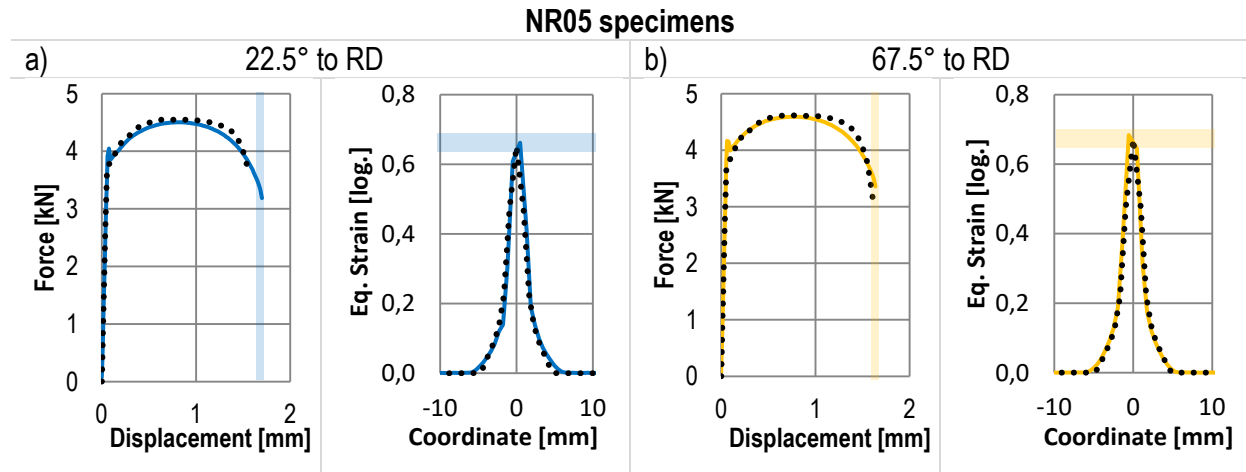 NR05 specimens
a) 22.5° to RD
b) 67.5° to RD
Force [kN]
5
4
3
2
1
0
0 1 2
Displacement [mm]
Eq. Strain [log.]
0,8
0,6
0,4
0,2
0,0
-10 0 10
Coordinate [mm]
Force [kN]
5
4
3
2
1
0
0 1 2
Displacement [mm]
Eq. Strain [log.]
0,8
0,6
0,4
0,2
0,0
-10 0 10
Coordinate [mm]